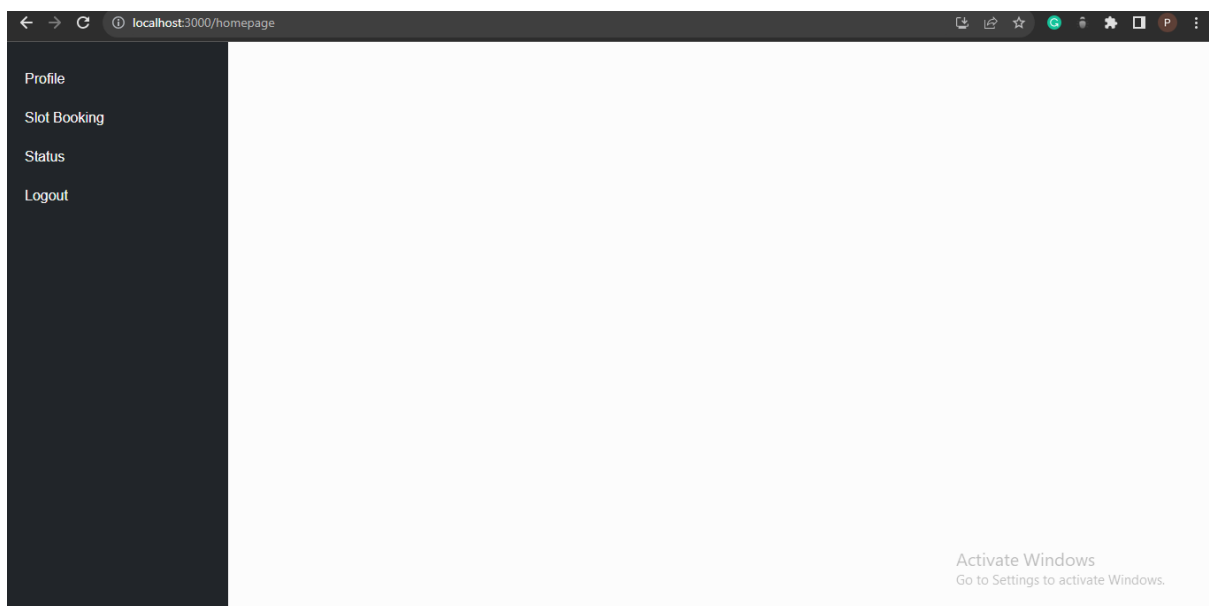 localhost:3000/homepage
G
P
Profile
Slot Booking
Status
Logout
Activate Windows
Go to Settings to activate Windows.